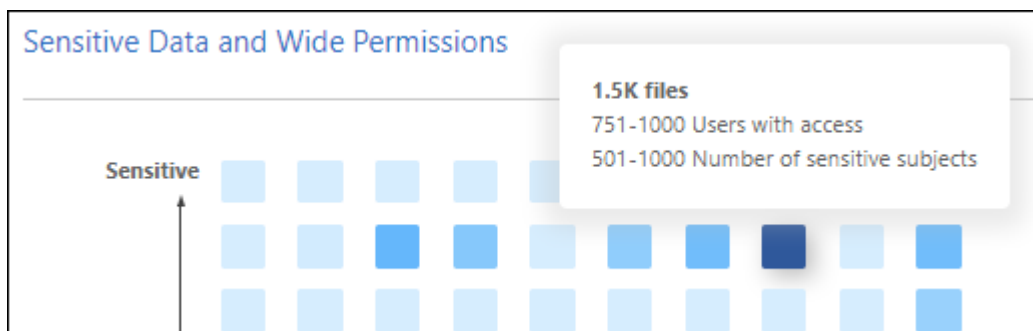 Sensitive Data and Wide Permissions
1.5K files
751-1000 Users with access
501-1000 Number of sensitive subjects
Sensitive